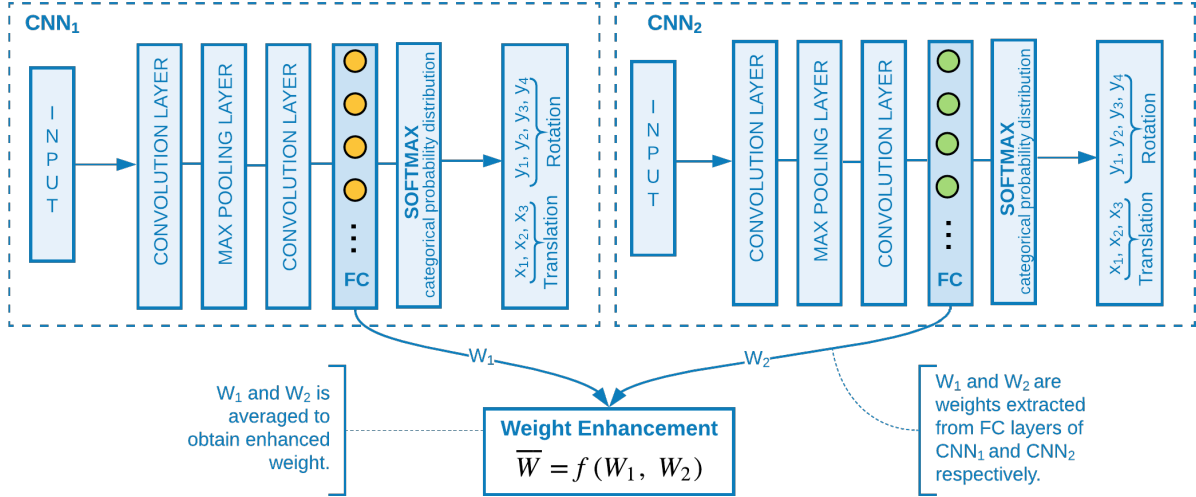 CNN₁
INPUT
CONVOLUTION LAYER
MAX POOLING LAYER
CONVOLUTION LAYER
...
FC
SOFTMAX
categorical probability distribution
y₁, y₂, y₃, y₄
Rotation
x₁, x₂, x₃
Translation
CNN₂
INPUT
CONVOLUTION LAYER
MAX POOLING LAYER
CONVOLUTION LAYER
...
FC
SOFTMAX
categorical probability distribution
y₁, y₂, y₃, y₄
Rotation
x₁, x₂, x₃
Translation
W₁
W₂
W₁ and W₂ is
averaged to
obtain enhanced
weight.
Weight Enhancement
W̅ = f (W₁, W₂)
W₁ and W₂ are
weights extracted
from FC layers of
CNN₁ and CNN₂
respectively.